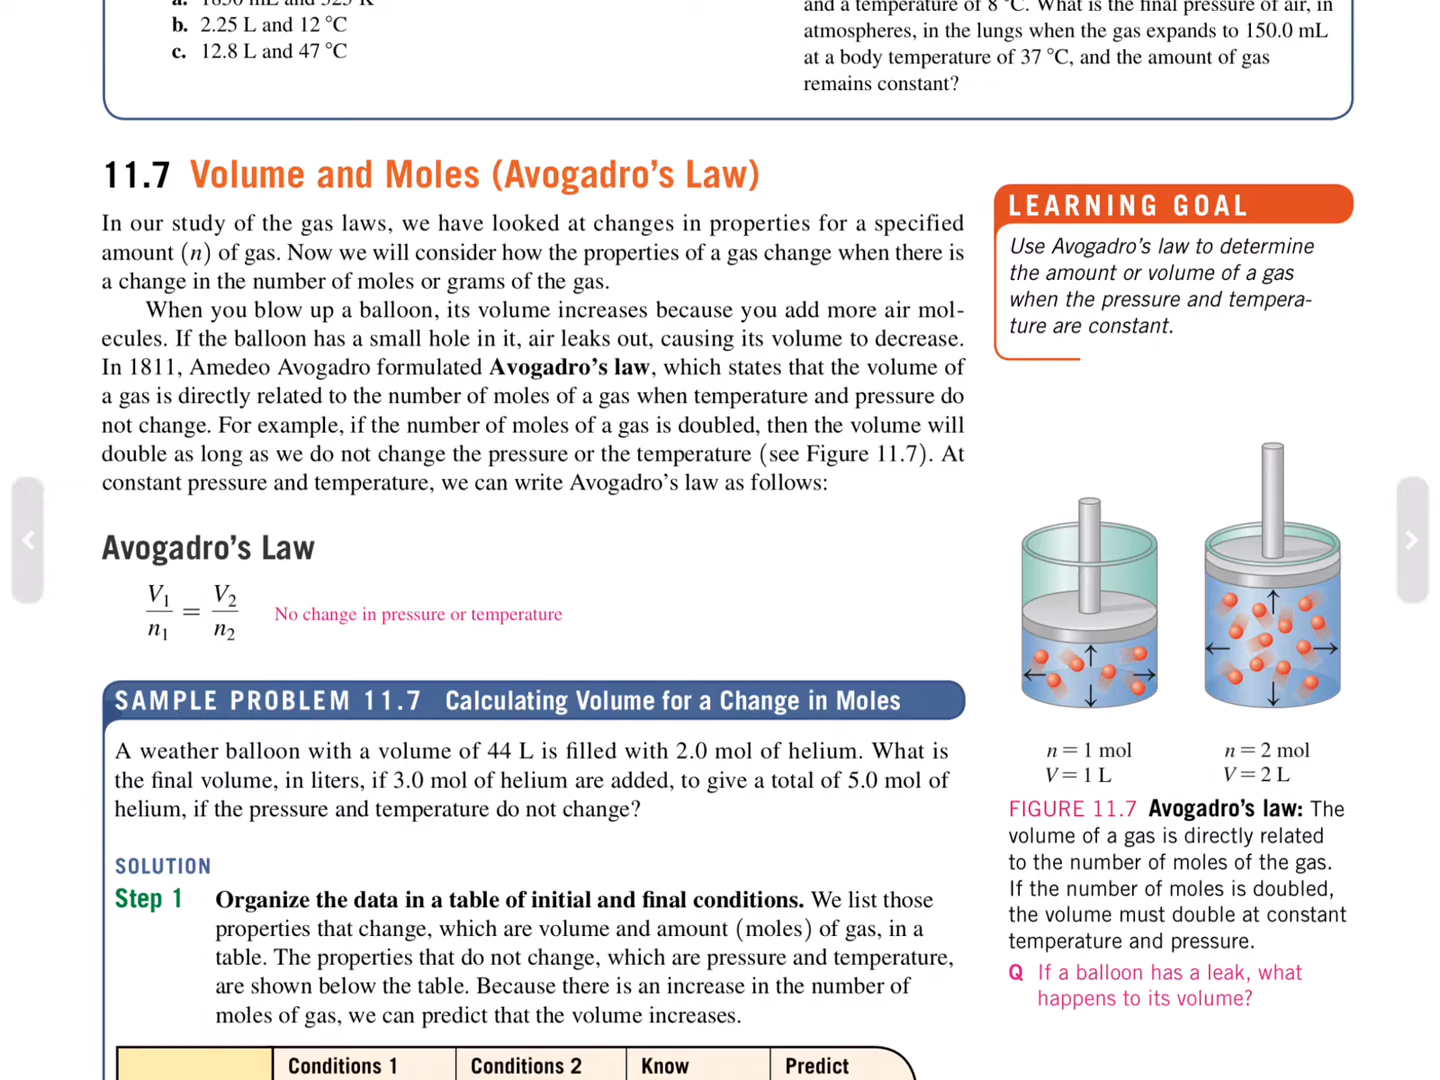 b. 2.25 L and 12 °C
c. 12.8 L and 47 °C
and a temperature of 8 °C. What is the final pressure of air, in
atmospheres, in the lungs when the gas expands to 150.0 mL
at a body temperature of 37 °C, and the amount of gas
remains constant?
11.7 Volume and Moles (Avogadro’s Law)
In our study of the gas laws, we have looked at changes in properties for a specified
amount (n) of gas. Now we will consider how the properties of a gas change when there is
a change in the number of moles or grams of the gas.
When you blow up a balloon, its volume increases because you add more air mol-
ecules. If the balloon has a small hole in it, air leaks out, causing its volume to decrease.
In 1811, Amedeo Avogadro formulated Avogadro’s law, which states that the volume of
a gas is directly related to the number of moles of a gas when temperature and pressure do
not change. For example, if the number of moles of a gas is doubled, then the volume will
double as long as we do not change the pressure or the temperature (see Figure 11.7). At
constant pressure and temperature, we can write Avogadro’s law as follows:
Avogadro’s Law
V₁/n₁ = V₂/n₂ No change in pressure or temperature
SAMPLE PROBLEM 11.7 Calculating Volume for a Change in Moles
A weather balloon with a volume of 44 L is filled with 2.0 mol of helium. What is
the final volume, in liters, if 3.0 mol of helium are added, to give a total of 5.0 mol of
helium, if the pressure and temperature do not change?
SOLUTION
Step 1 Organize the data in a table of initial and final conditions. We list those
properties that change, which are volume and amount (moles) of gas, in a
table. The properties that do not change, which are pressure and temperature,
are shown below the table. Because there is an increase in the number of
moles of gas, we can predict that the volume increases.
Conditions 1 Conditions 2 Know Predict
LEARNING GOAL
Use Avogadro’s law to determine
the amount or volume of a gas
when the pressure and tempera-
ture are constant.
n = 1 mol
V = 1 L
n = 2 mol
V = 2 L
FIGURE 11.7 Avogadro’s law: The
volume of a gas is directly related
to the number of moles of the gas.
If the number of moles is doubled,
the volume must double at constant
temperature and pressure.
Q If a balloon has a leak, what
happens to its volume?